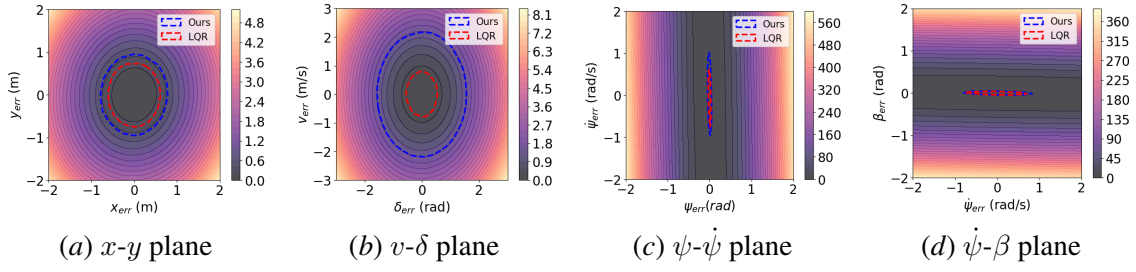 2
1
0
−1
−2
y_err (m)
−2 −1 0 1 2
x_err (m)
Ours
LQR
4.8
4.2
3.6
3.0
2.4
1.8
1.2
0.6
0.0
(a) x-y plane
3
2
1
0
−1
−2
−3
v_err (m/s)
−2 0 2
δ_err (rad)
Ours
LQR
8.1
7.2
6.3
5.4
4.5
3.6
2.7
1.8
0.9
0.0
(b) v-δ plane
2
1
0
−1
−2
ψ̇_err (rad/s)
−2 −1 0 1 2
ψ_err(rad)
Ours
LQR
560
480
400
320
240
160
80
0
(c) ψ-ψ̇ plane
2
1
0
−1
−2
β_err (rad)
−2 −1 0 1 2
ψ̇_err (rad/s)
Ours
LQR
360
315
270
225
180
135
90
45
0
(d) ψ̇-β plane